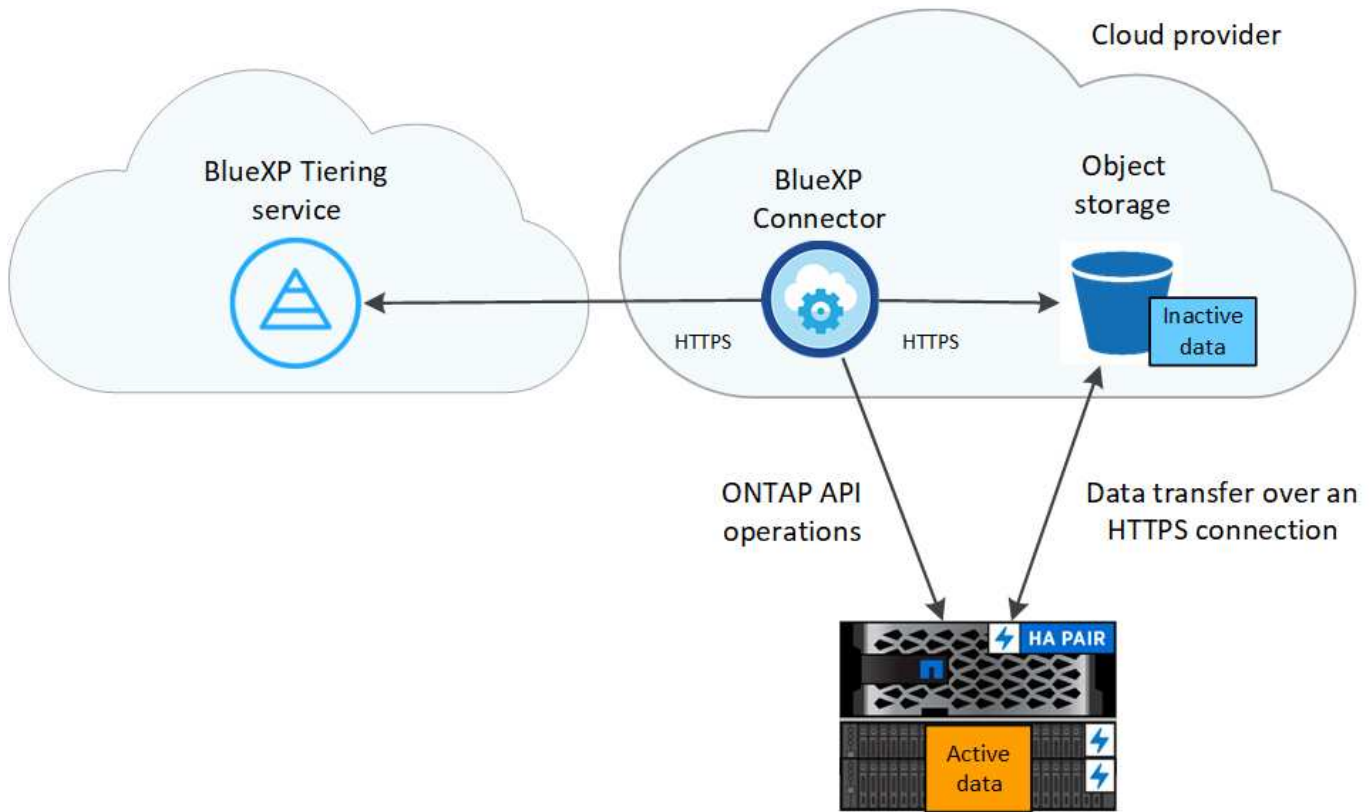 Cloud provider
BlueXP Tiering
service
BlueXP
Connector
Object
storage
Inactive
data
HTTPS
HTTPS
ONTAP API
operations
Data transfer over an
HTTPS connection
HA PAIR
Active
data